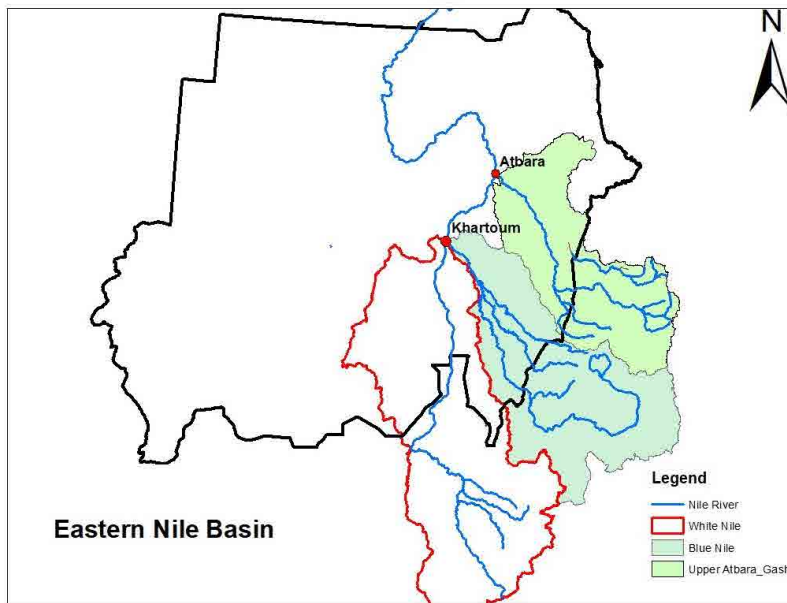 N
Atbara
Khartoum
Eastern Nile Basin
Legend
Nile River
White Nile
Blue Nile
Upper Atbara_Gash